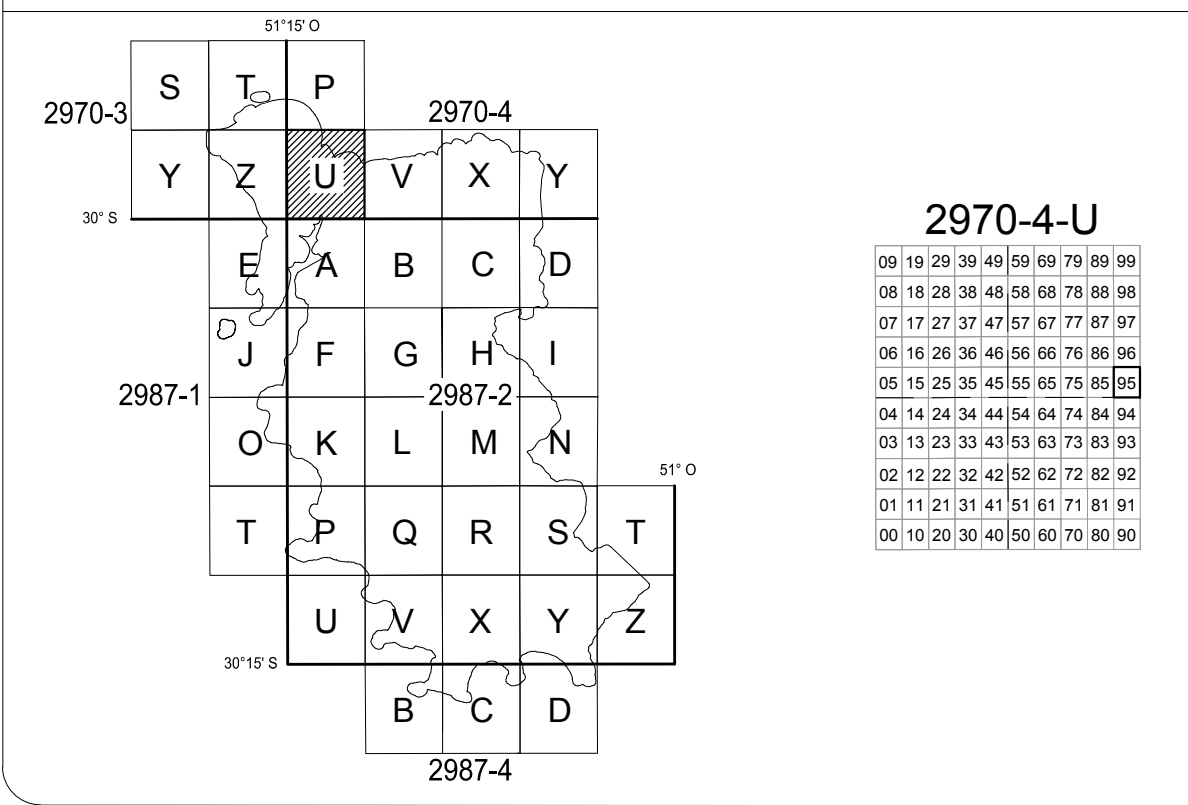 51°15' O
S T P
2970-3 2970-4
Y Z U V X Y
30° S
E A B C D
J F G H I
2987-1 2987-2
O K L M N
51° O
T P Q R S T
U V X Y Z
30°15' S
B C D
2987-4
2970-4-U
09 19 29 39 49 59 69 79 89 99
08 18 28 38 48 58 68 78 88 98
07 17 27 37 47 57 67 77 87 97
06 16 26 36 46 56 66 76 86 96
05 15 25 35 45 55 65 75 85 95
04 14 24 34 44 54 64 74 84 94
03 13 23 33 43 53 63 73 83 93
02 12 22 32 42 52 62 72 82 92
01 11 21 31 41 51 61 71 81 91
00 10 20 30 40 50 60 70 80 90